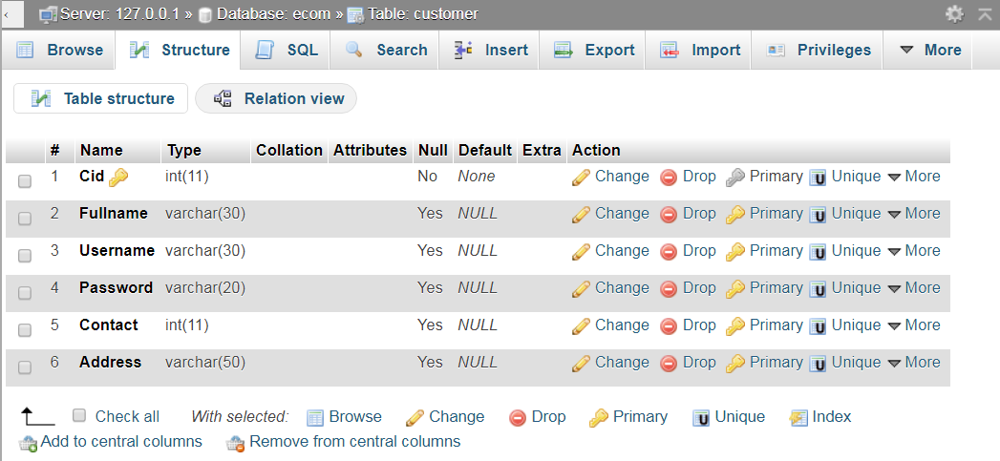 Server: 127.0.0.1 » Database: ecom » Table: customer
Browse Structure SQL Search Insert Export Import Privileges More
Table structure Relation view
# Name Type Collation Attributes Null Default Extra Action
1 Cid int(11) No None Change Drop Primary Unique More
2 Fullname varchar(30) Yes NULL Change Drop Primary Unique More
3 Username varchar(30) Yes NULL Change Drop Primary Unique More
4 Password varchar(20) Yes NULL Change Drop Primary Unique More
5 Contact int(11) Yes NULL Change Drop Primary Unique More
6 Address varchar(50) Yes NULL Change Drop Primary Unique More
Check all With selected: Browse Change Drop Primary Unique Index
Add to central columns Remove from central columns